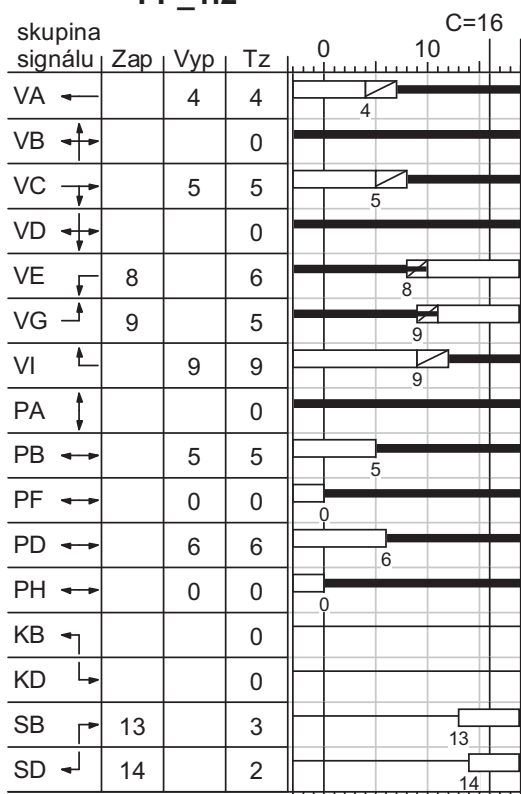 C=16
skupina
signálu Zap Vyp Tz 0 10
VA 4 4 4
VB 0
VC 5 5 5
VD 0
VE 8 6 8
VG 9 5 9
VI 9 9 9
PA 0
PB 5 5 5
PF 0 0 0
PD 6 6 6
PH 0 0 0
KB 0
KD 0
SB 13 3 13
SD 14 2 14